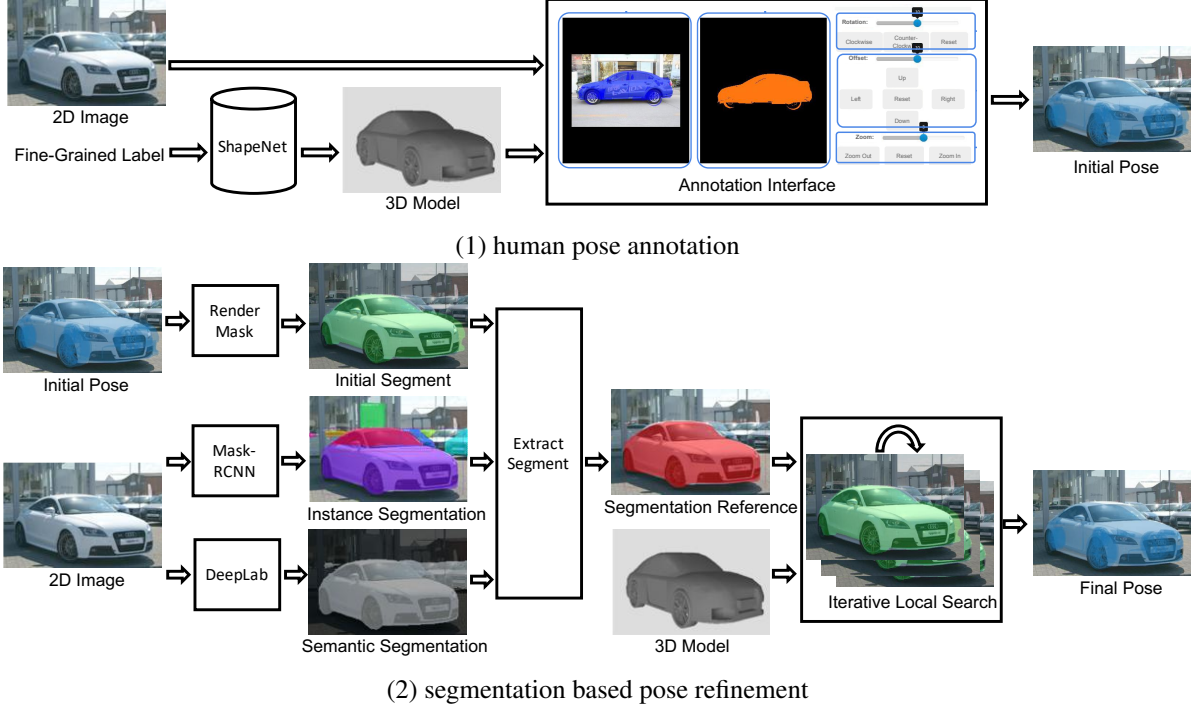 2D Image
Fine-Grained Label
ShapeNet
3D Model
Rotation:
Clockwise
Counter-
Reset
Offset:
Up
Left
Reset
Right
Down
Zoom:
Zoom Out
Reset
Zoom In
Annotation Interface
Initial Pose
(1) human pose annotation
Initial Pose
Render
Mask
Initial Segment
2D Image
Mask-
RCNN
Instance Segmentation
DeepLab
Semantic Segmentation
Extract
Segment
Segmentation Reference
3D Model
Iterative Local Search
Final Pose
(2) segmentation based pose refinement